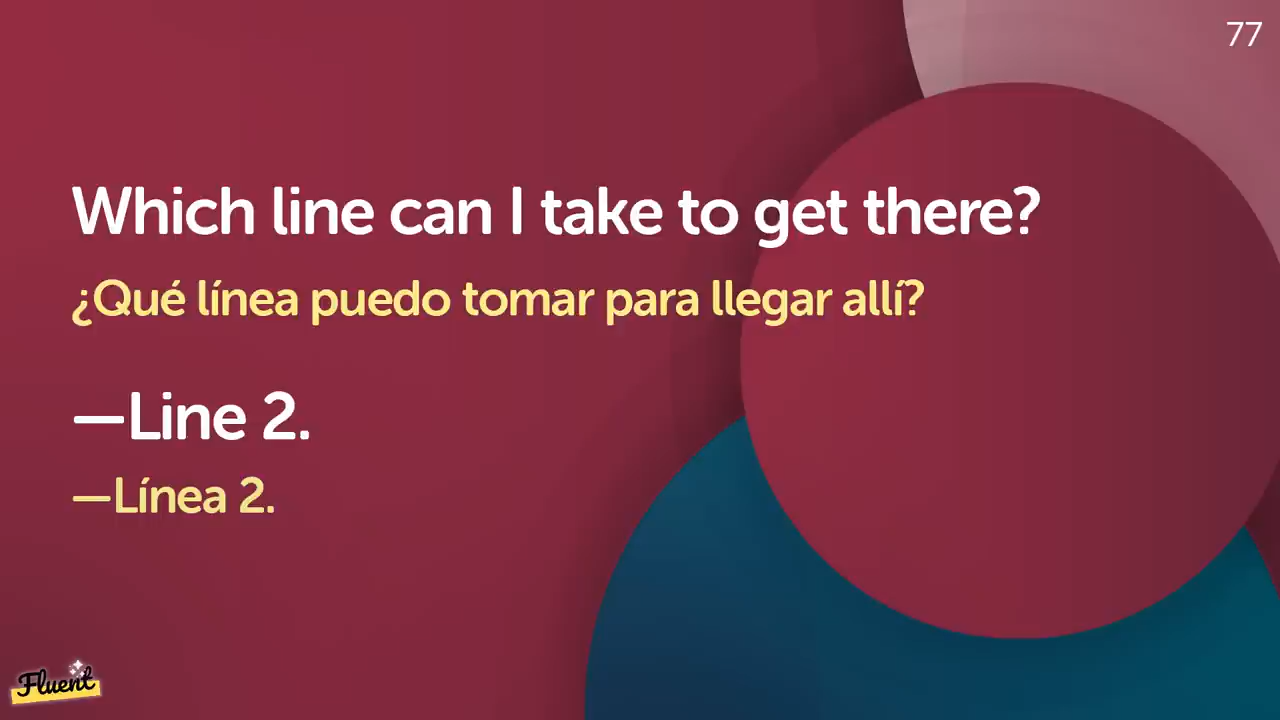 77
Which line can I take to get there?
¿Qué línea puedo tomar para llegar allí?
—Line 2.
—Línea 2.
Fluent